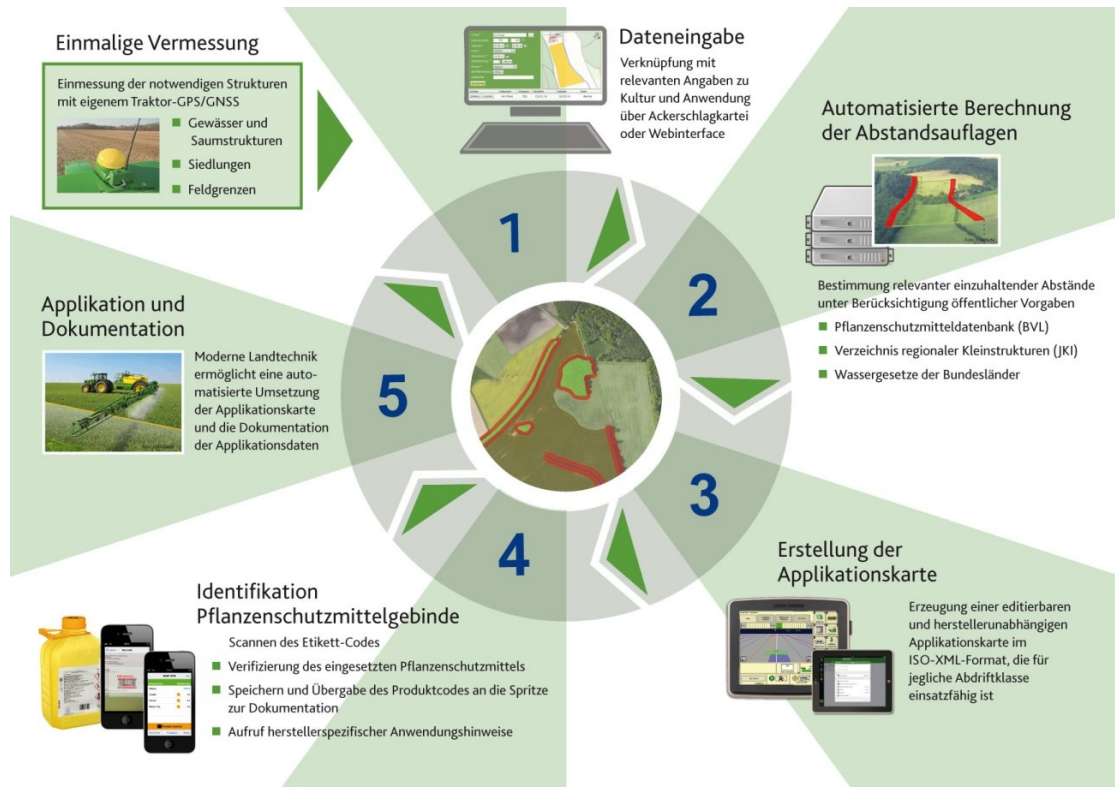 Einmalige Vermessung
Einmessung der notwendigen Strukturen
mit eigenem Traktor-GPS/GNSS
Gewässer und
Saumstrukturen
Siedlungen
Feldgrenzen
Dateneingabe
Verknüpfung mit
relevanten Angaben zu
Kultur und Anwendung
über Ackerschlagkartei
oder Webinterface
Automatisierte Berechnung
der Abstandsauflagen
Bestimmung relevanter einzuhaltender Abstände
unter Berücksichtigung öffentlicher Vorgaben
Pflanzenschutzmitteldatenbank (BVL)
Verzeichnis regionaler Kleinstrukturen (JKI)
Wassergesetze der Bundesländer
1
2
3
4
5
Erstellung der
Applikationskarte
Erzeugung einer editierbaren
und herstellerunabhängigen
Applikationskarte im
ISO-XML-Format, die für
jegliche Abdriftklasse
einsatzfähig ist
Identifikation
Pflanzenschutzmittelgebinde
Scannen des Etikett-Codes
Verifizierung des eingesetzten Pflanzenschutzmittels
Speichern und Übergabe des Produktcodes an die Spritze
zur Dokumentation
Aufruf herstellerspezifischer Anwendungshinweise
Applikation und
Dokumentation
Moderne Landtechnik
ermöglicht eine auto-
matisierte Umsetzung
der Applikationskarte
und die Dokumentation
der Applikationsdaten